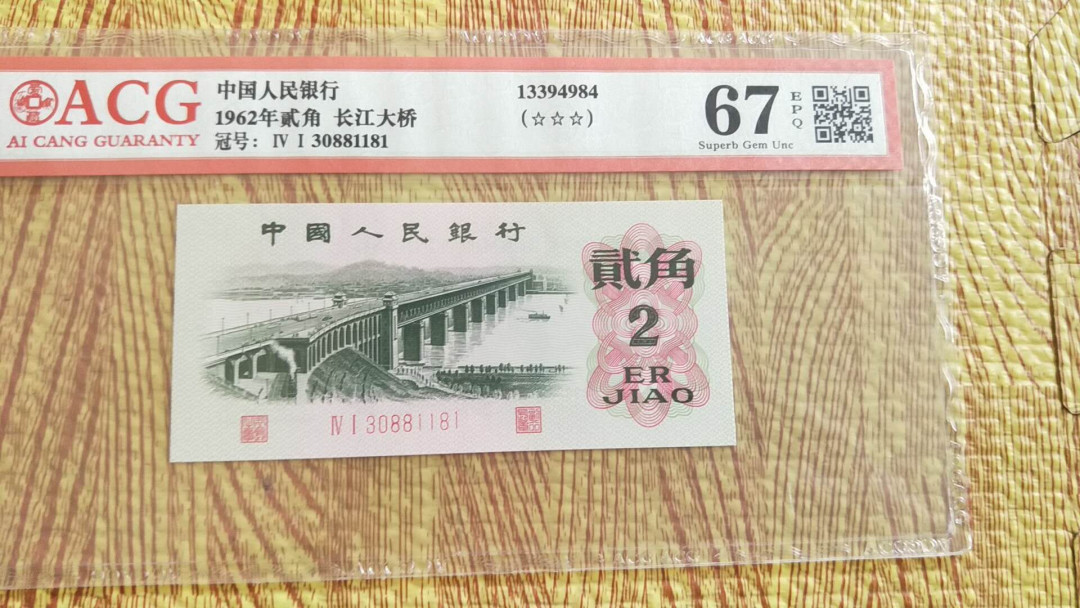 ACG
AI CANG GUARANTY
中国人民银行
1962年贰角 长江大桥
冠号: Ⅳ Ⅰ 30881181
13394984
(☆☆☆)
67
EPQ
Superb Gem Unc
中國人民銀行
貳角
2
ER
JIAO
Ⅳ Ⅰ 30881181